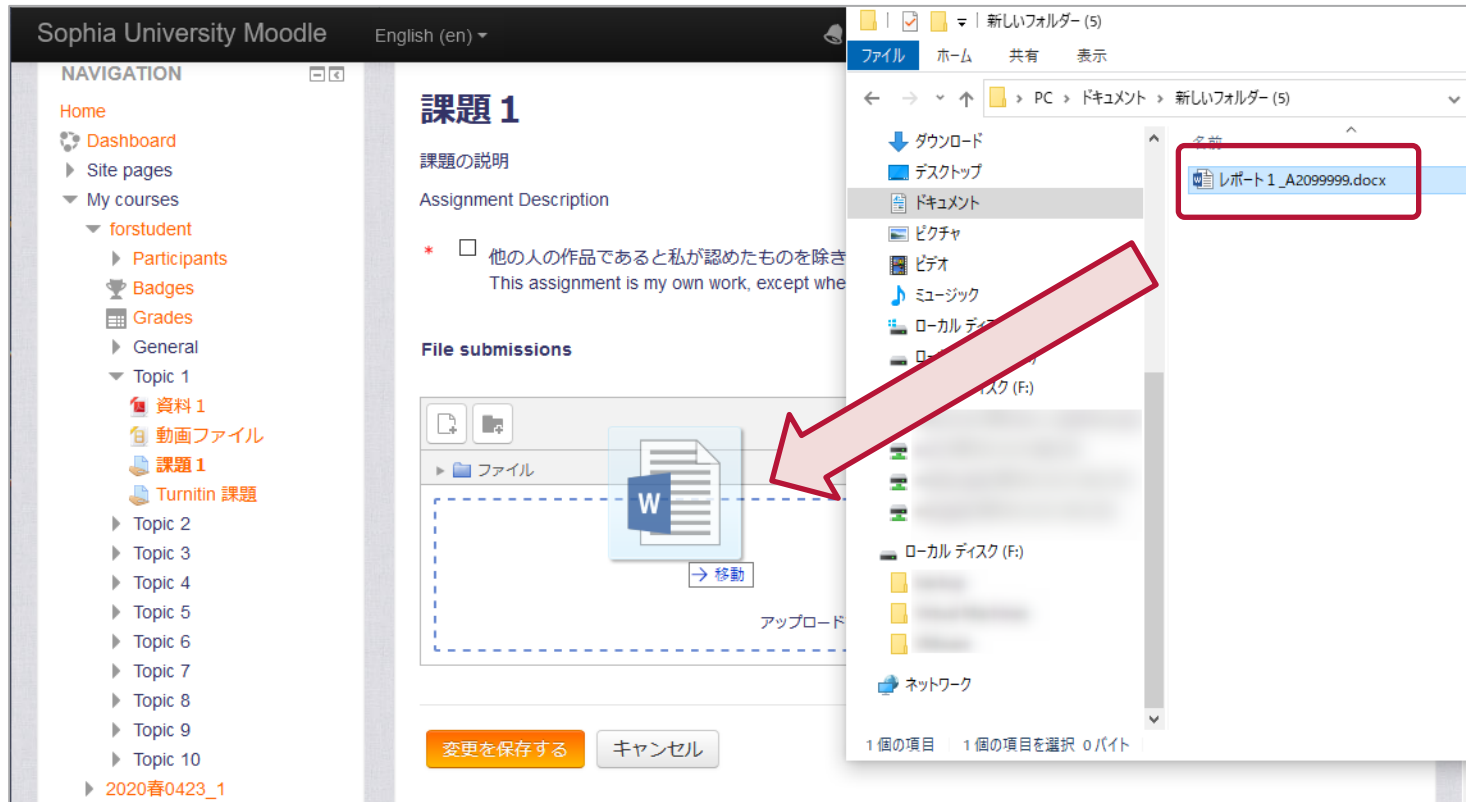 Sophia University Moodle
English (en)
NAVIGATION
Home
Dashboard
Site pages
My courses
forstudent
Participants
Badges
Grades
General
Topic 1
資料 1
動画ファイル
課題 1
Turnitin 課題
Topic 2
Topic 3
Topic 4
Topic 5
Topic 6
Topic 7
Topic 8
Topic 9
Topic 10
2020春0423_1
課題 1
課題の説明
Assignment Description
* 他の人の作品であると私が認めたものを除き
This assignment is my own work, except whe
File submissions
ファイル
W
→ 移動
アップロード
変更を保存する
キャンセル
新しいフォルダー (5)
ファイル ホーム 共有 表示
PC › ドキュメント › 新しいフォルダー (5)
ダウンロード
デスクトップ
ドキュメント
ピクチャ
ビデオ
ミュージック
ローカル ディ
(F:)
ローカル ディスク (F:)
ネットワーク
名前
レポート 1 _A2099999.docx
1 個の項目 1 個の項目を選択 0 バイト